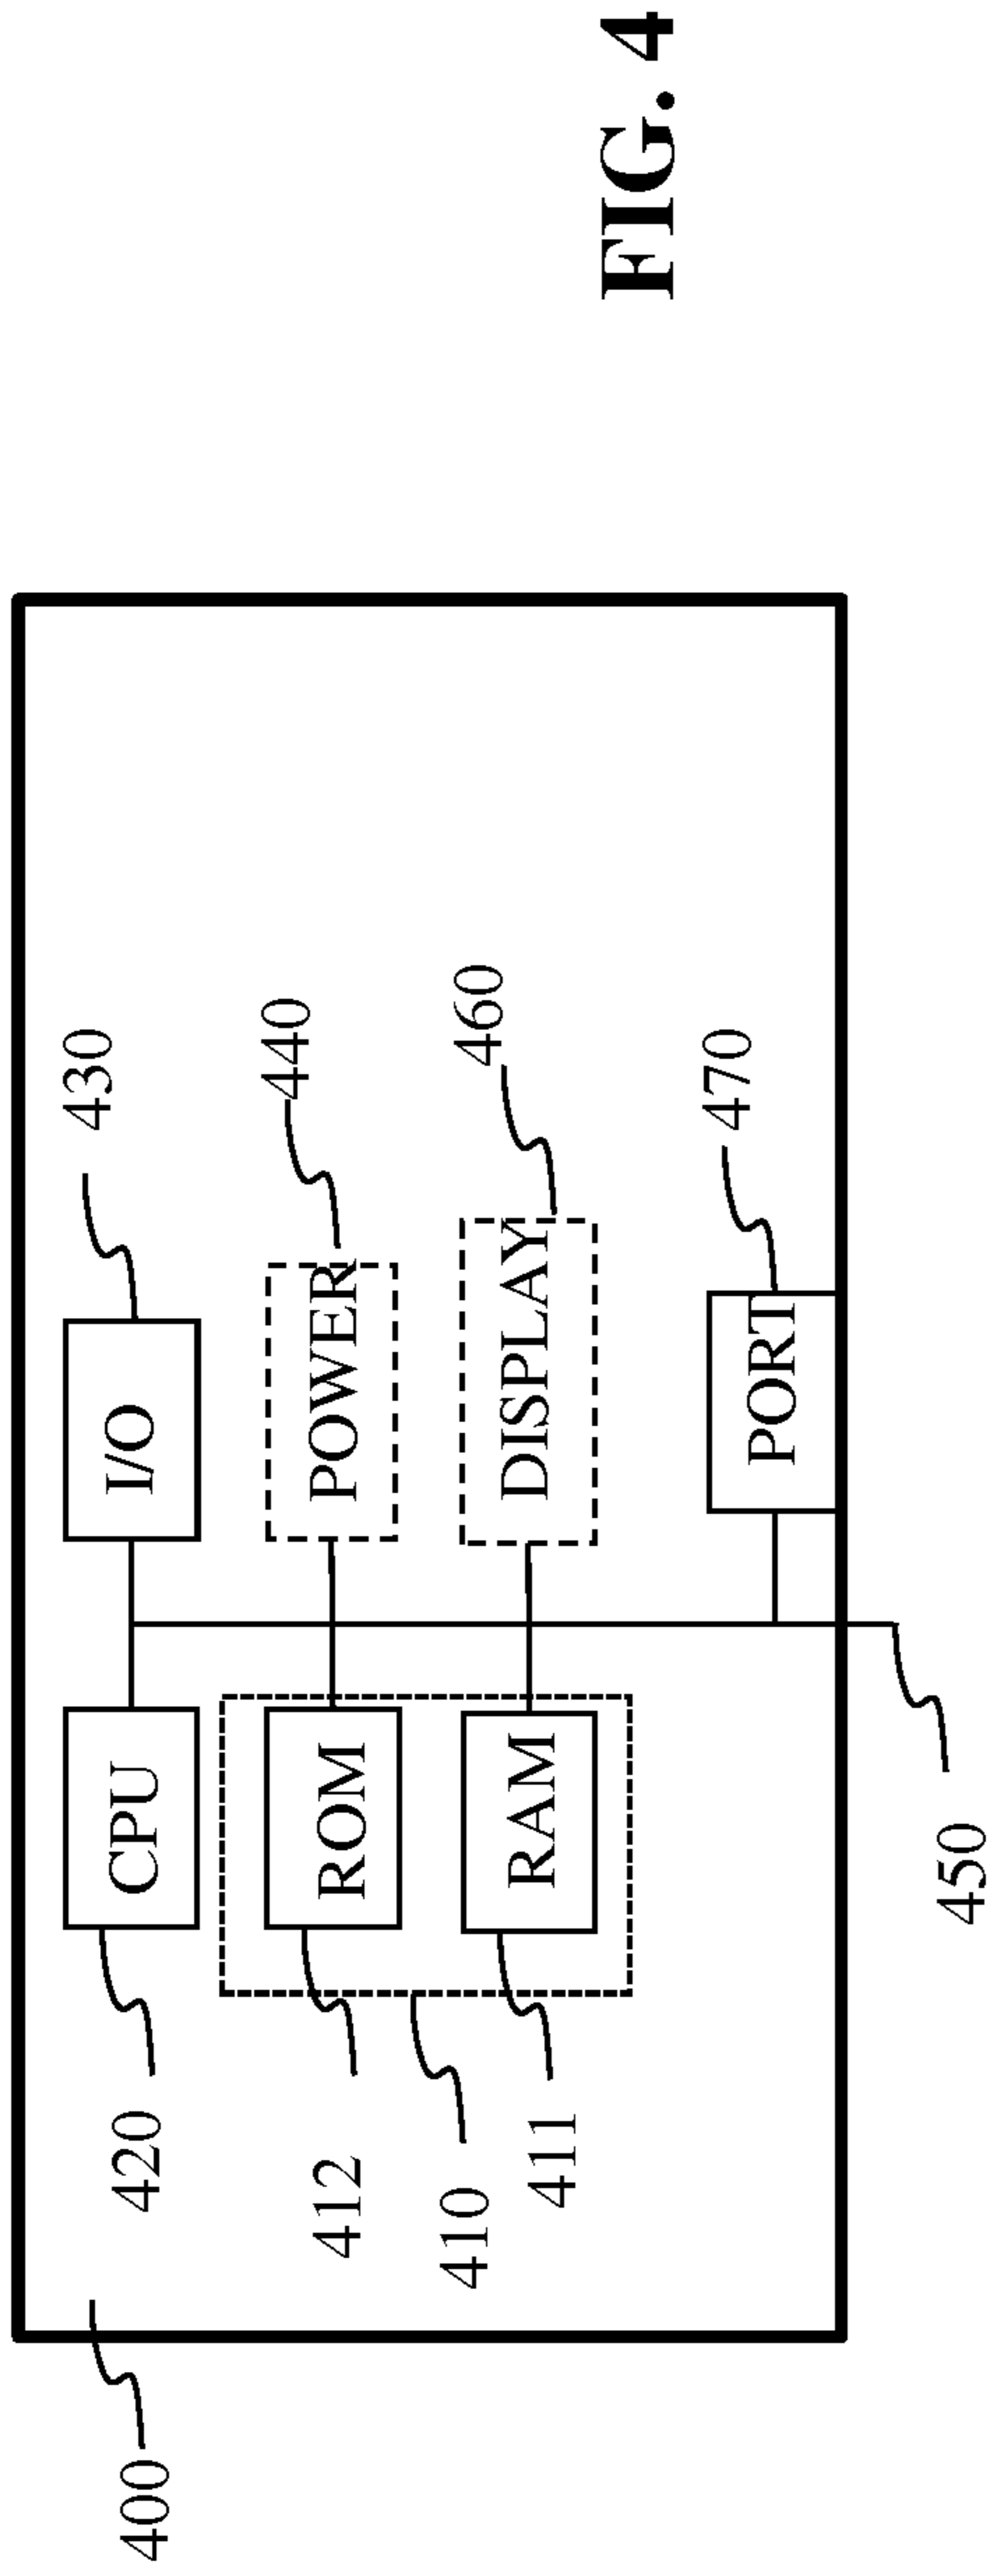 400
420
CPU
I/O
430
412
ROM
POWER
440
410
411
RAM
DISPLAY
460
PORT
470
450
FIG. 4